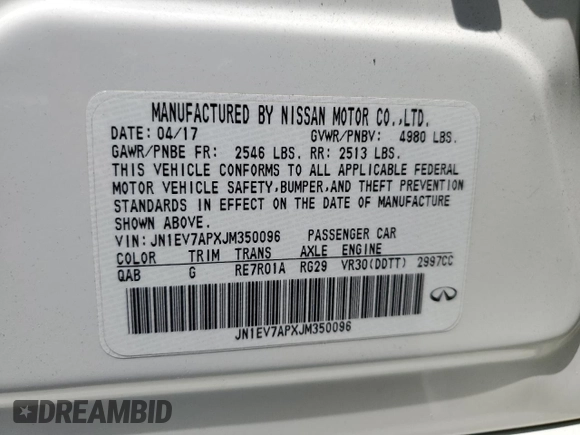 MANUFACTURED BY NISSAN MOTOR CO.,LTD.
DATE: 04/17 GVWR/PNBV: 4980 LBS.
GAWR/PNBE FR: 2546 LBS. RR: 2513 LBS.
THIS VEHICLE CONFORMS TO ALL APPLICABLE FEDERAL
MOTOR VEHICLE SAFETY,BUMPER,AND THEFT PREVENTION
STANDARDS IN EFFECT ON THE DATE OF MANUFACTURE
SHOWN ABOVE.
VIN: JN1EV7APXJM350096 PASSENGER CAR
COLOR TRIM TRANS AXLE ENGINE
QAB G RE7R01A RG29 VR30(DDTT) 2997CC
JN1EV7APXJM350096
DREAMBID